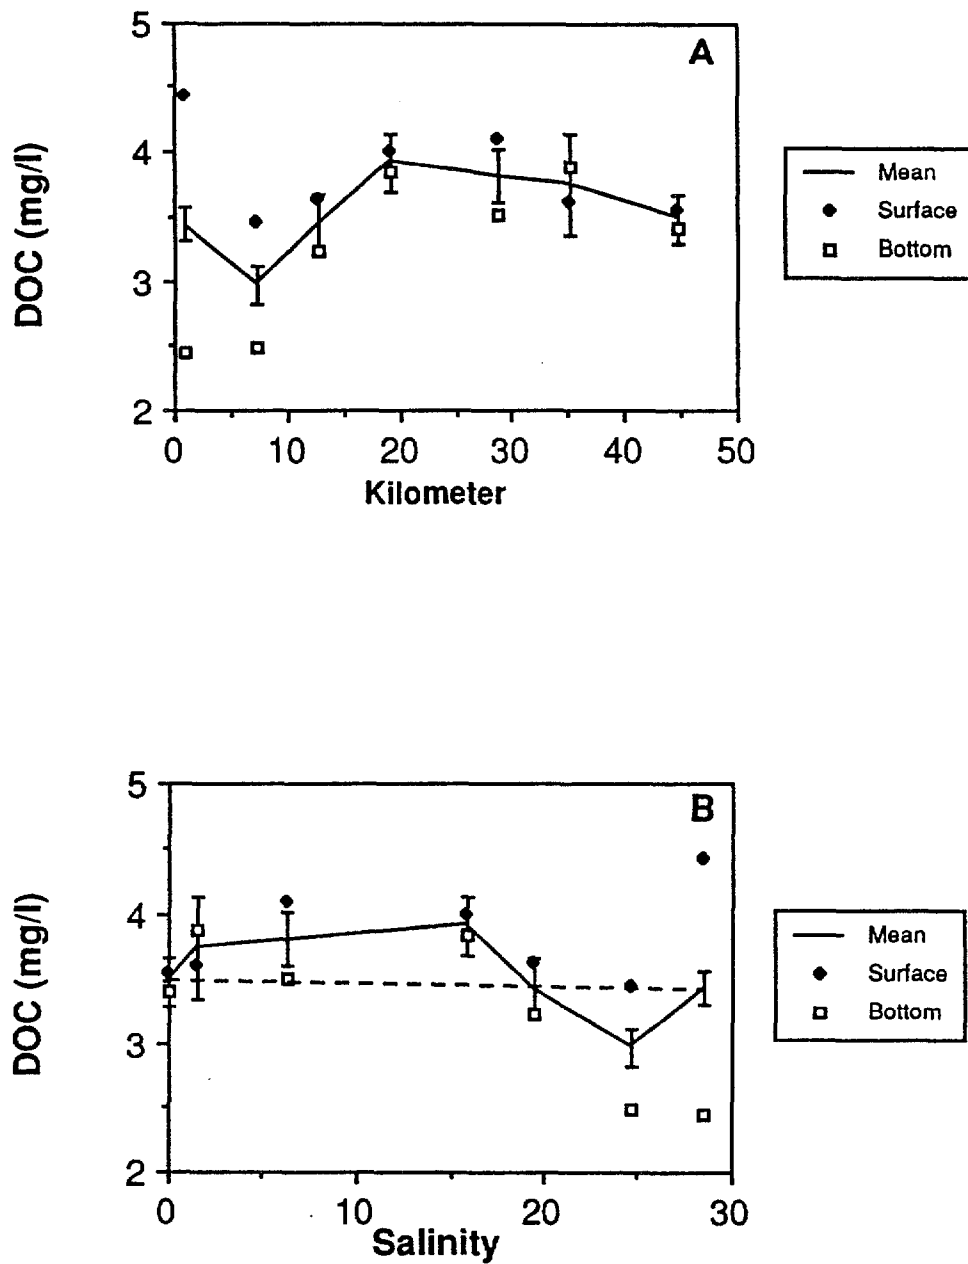 A
5
4
3
2
DOC (mg/l)
0 10 20 30 40 50
Kilometer
Mean
Surface
Bottom
B
5
4
3
2
DOC (mg/l)
0 10 20 30
Salinity
Mean
Surface
Bottom